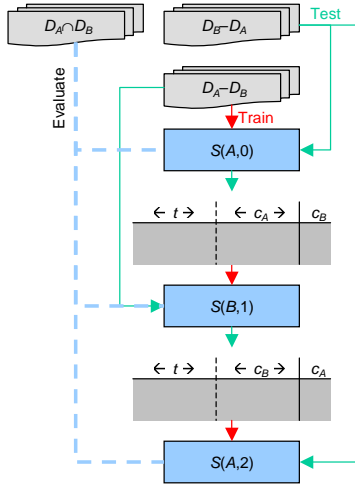 D_A∩D_B
D_B–D_A
Test
D_A–D_B
Evaluate
Train
S(A,0)
← t → ← c_A → c_B
S(B,1)
← t → ← c_B → c_A
S(A,2)